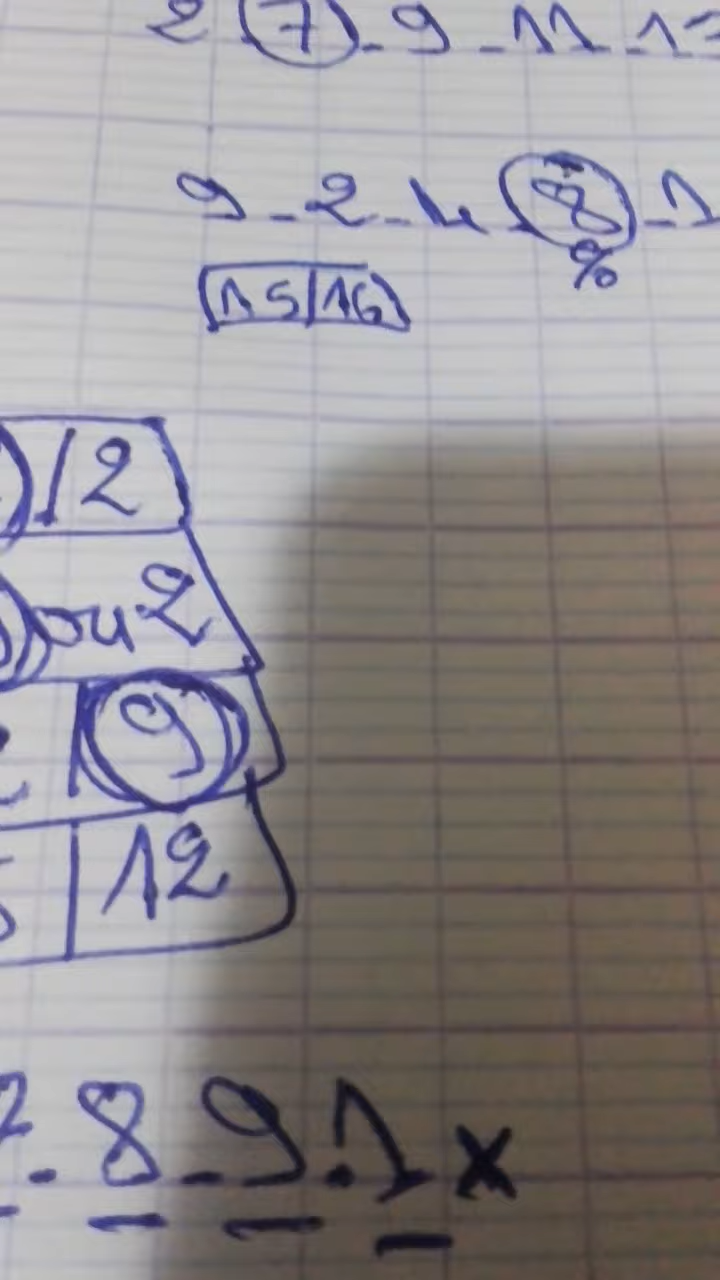 2 7 - 9 - 11 - 1
9 - 2 - 4 8 - 1
%
15/16
/2
ou 2
9
12
. 8 - 9 . 1 x